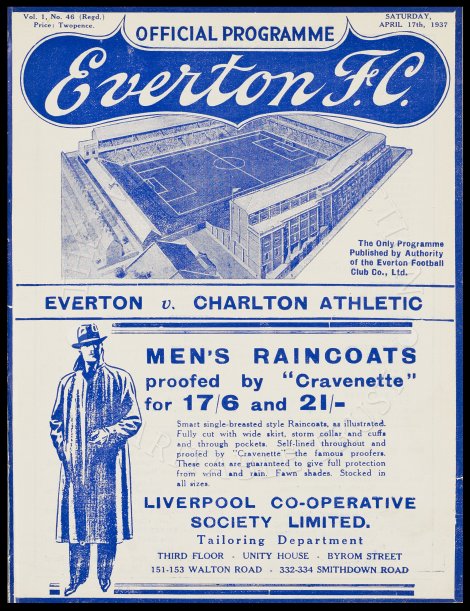 Vol. 1, No. 46 (Regd.)
Price: Twopence.
SATURDAY,
APRIL 17th, 1937
OFFICIAL PROGRAMME
Everton F.C.
The Only Programme
Published by Authority
of the Everton Football
Club Co., Ltd.
EVERTON v. CHARLTON ATHLETIC
MEN'S RAINCOATS
proofed by "Cravenette"
for 17/6 and 21/-
Smart single-breasted style Raincoats, as illustrated.
Fully cut with wide skirt, storm collar and cuffs
and through pockets. Self-lined throughout and
proofed by "Cravenette"—the famous proofers.
These coats are guaranteed to give full protection
from wind and rain. Fawn shades. Stocked in
all sizes.
LIVERPOOL CO-OPERATIVE
SOCIETY LIMITED.
Tailoring Department
THIRD FLOOR - UNITY HOUSE - BYROM STREET
151-153 WALTON ROAD - 332-334 SMITHDOWN ROAD